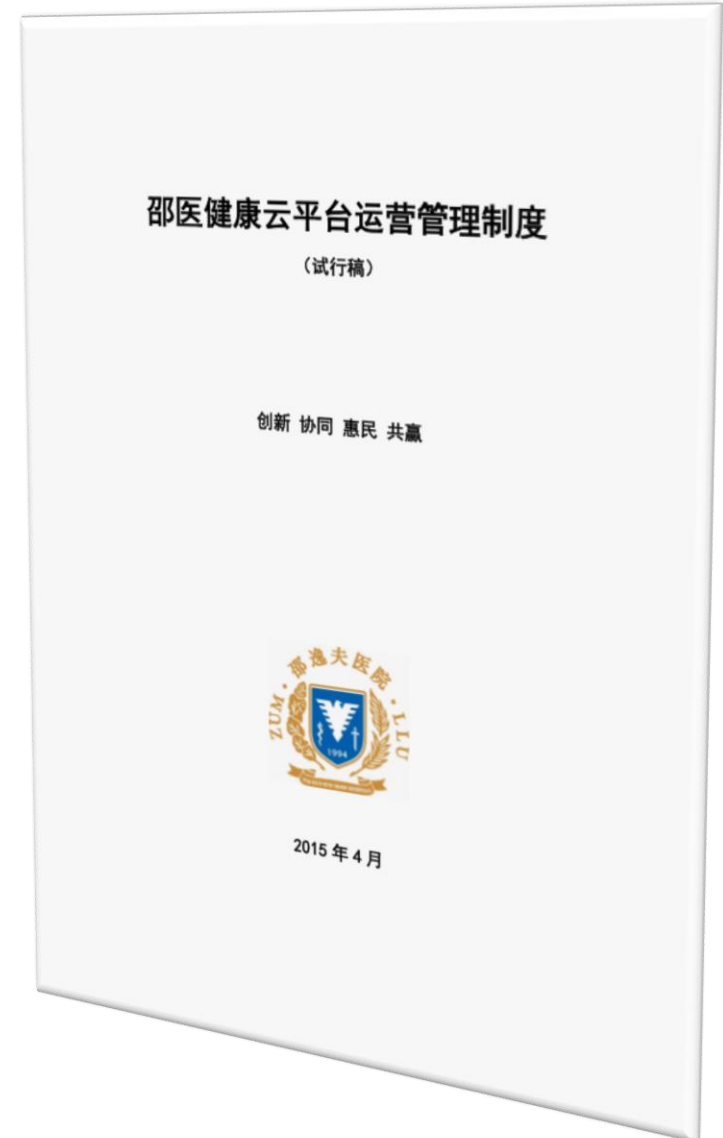 邵医健康云平台运营管理制度
（试行稿）
创新 协同 惠民 共赢
ZUM · 邵逸夫医院 · LLU
1994
2015 年 4 月